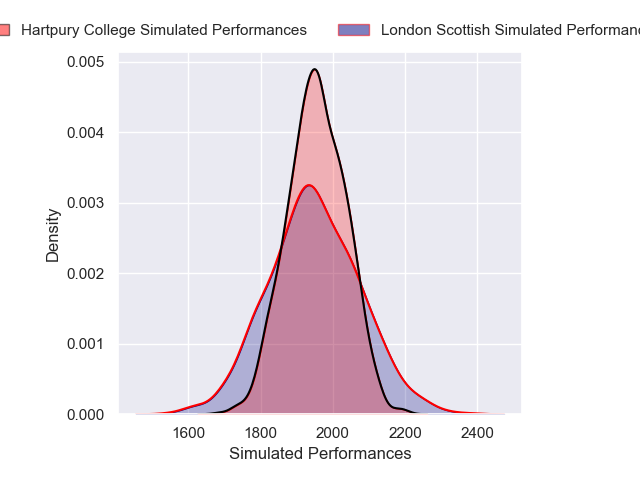 Hartpury College Simulated Performances
London Scottish Simulated
0.005
0.004
0.003
0.002
0.001
0.000
Density
1600 1800 2000 2200 2400
Simulated Performances